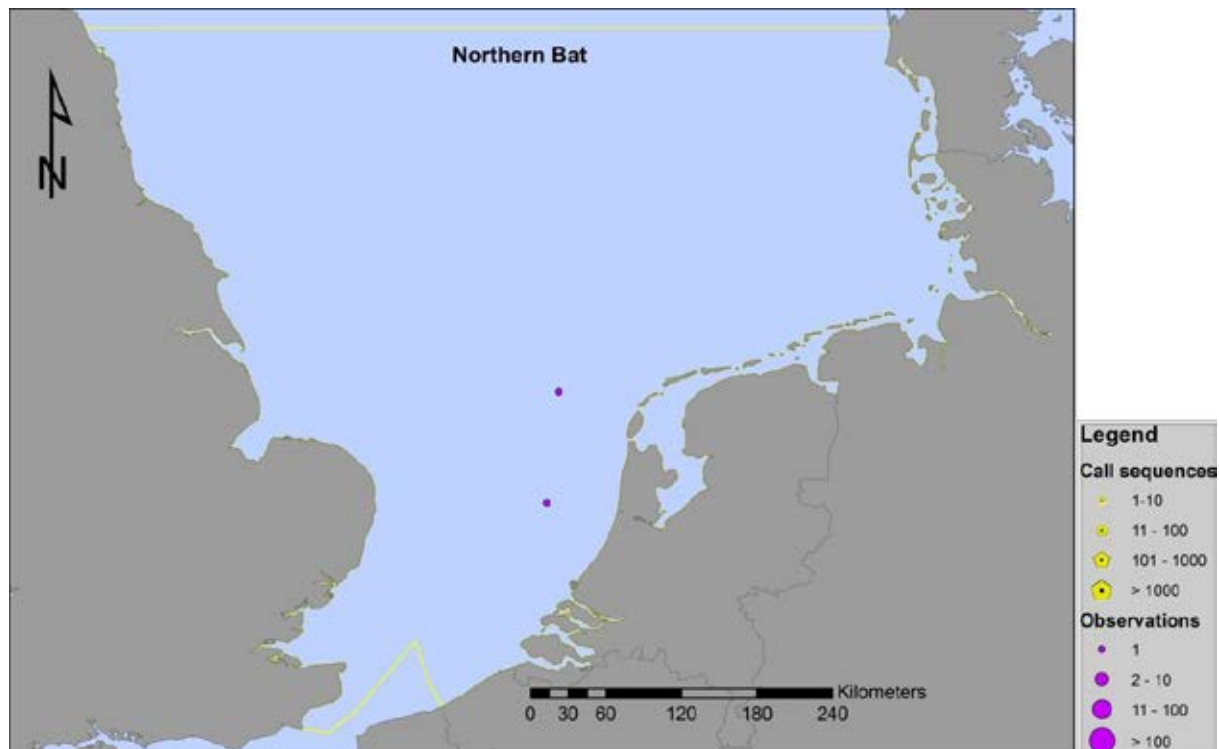 Northern Bat
N
Legend
Call sequences
1-10
11 - 100
101 - 1000
> 1000
Observations
1
2 - 10
11 - 100
> 100
Kilometers
0 30 60 120 180 240